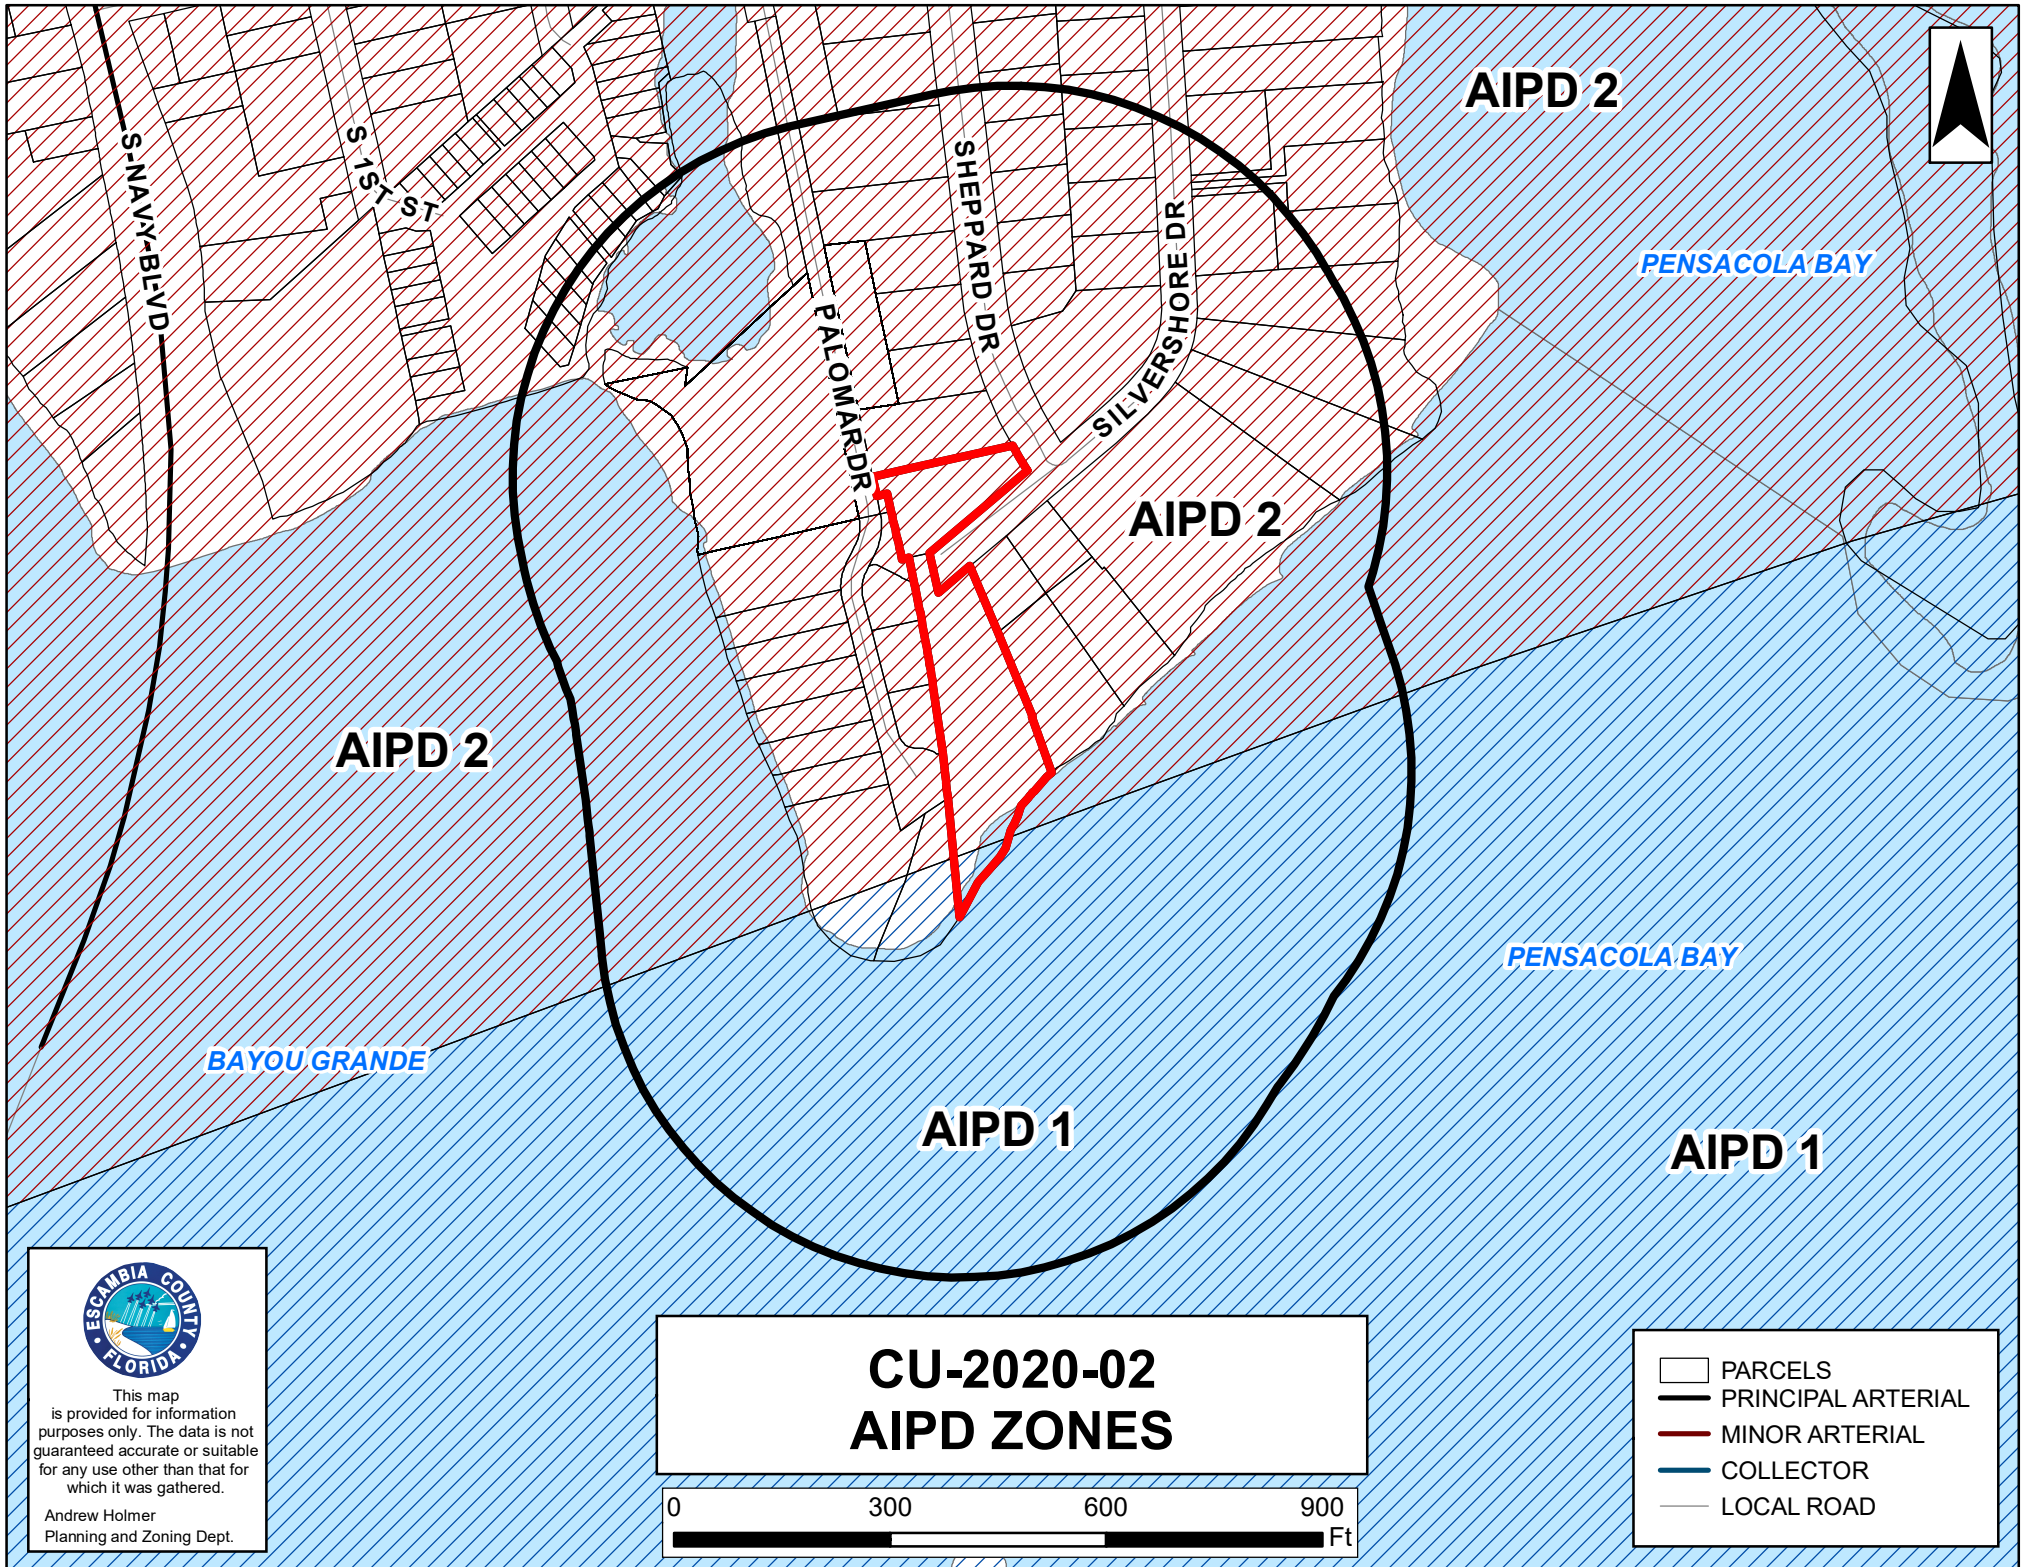 AIPD 2
PENSACOLA BAY
S NAVY BLVD
S 1ST ST
SHEPPARD DR
SILVERSHORE DR
PALOMAR DR
AIPD 2
AIPD 2
PENSACOLA BAY
BAYOU GRANDE
AIPD 1
AIPD 1
ESCAMBIA COUNTY
FLORIDA
This map
is provided for information
purposes only. The data is not
guaranteed accurate or suitable
for any use other than that for
which it was gathered.
Andrew Holmer
Planning and Zoning Dept.
CU-2020-02
AIPD ZONES
0 300 600 900
Ft
PARCELS
PRINCIPAL ARTERIAL
MINOR ARTERIAL
COLLECTOR
LOCAL ROAD